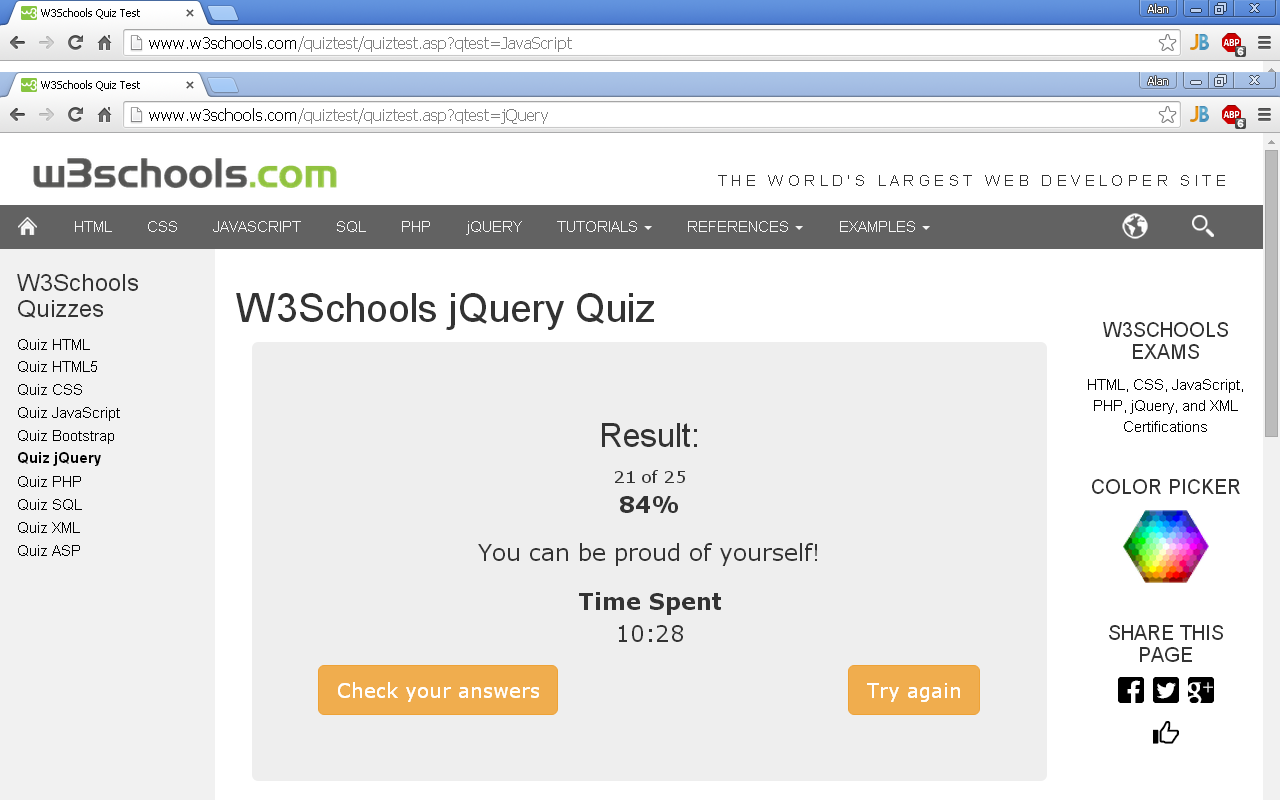 W3Schools Quiz Test
Alan
www.w3schools.com/quiztest/quiztest.asp?qtest=JavaScript
JB
ABP
6
W3Schools Quiz Test
Alan
www.w3schools.com/quiztest/quiztest.asp?qtest=jQuery
JB
ABP
6
w3schools.com
THE WORLD'S LARGEST WEB DEVELOPER SITE
HTML CSS JAVASCRIPT SQL PHP jQUERY TUTORIALS REFERENCES EXAMPLES
W3Schools
Quizzes
Quiz HTML
Quiz HTML5
Quiz CSS
Quiz JavaScript
Quiz Bootstrap
Quiz jQuery
Quiz PHP
Quiz SQL
Quiz XML
Quiz ASP
W3Schools jQuery Quiz
Result:
21 of 25
84%
You can be proud of yourself!
Time Spent
10:28
Check your answers
Try again
W3SCHOOLS
EXAMS
HTML, CSS, JavaScript,
PHP, jQuery, and XML
Certifications
COLOR PICKER
SHARE THIS
PAGE